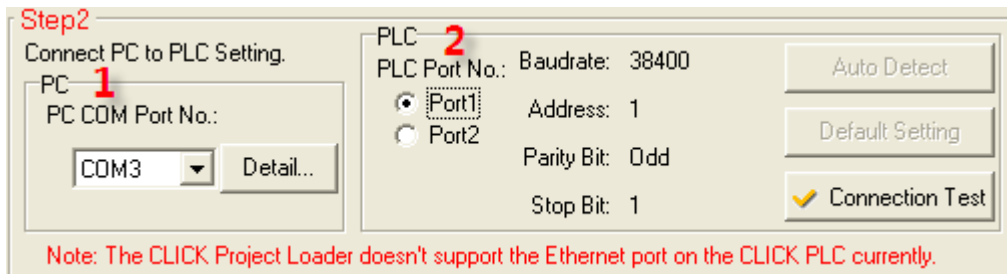 Step2
Connect PC to PLC Setting.
PC 1
PC COM Port No.:
COM3
Detail...
PLC 2
PLC Port No.:
Port1
Port2
Baudrate: 38400
Address: 1
Parity Bit: Odd
Stop Bit: 1
Auto Detect
Default Setting
Connection Test
Note: The CLICK Project Loader doesn't support the Ethernet port on the CLICK PLC currently.